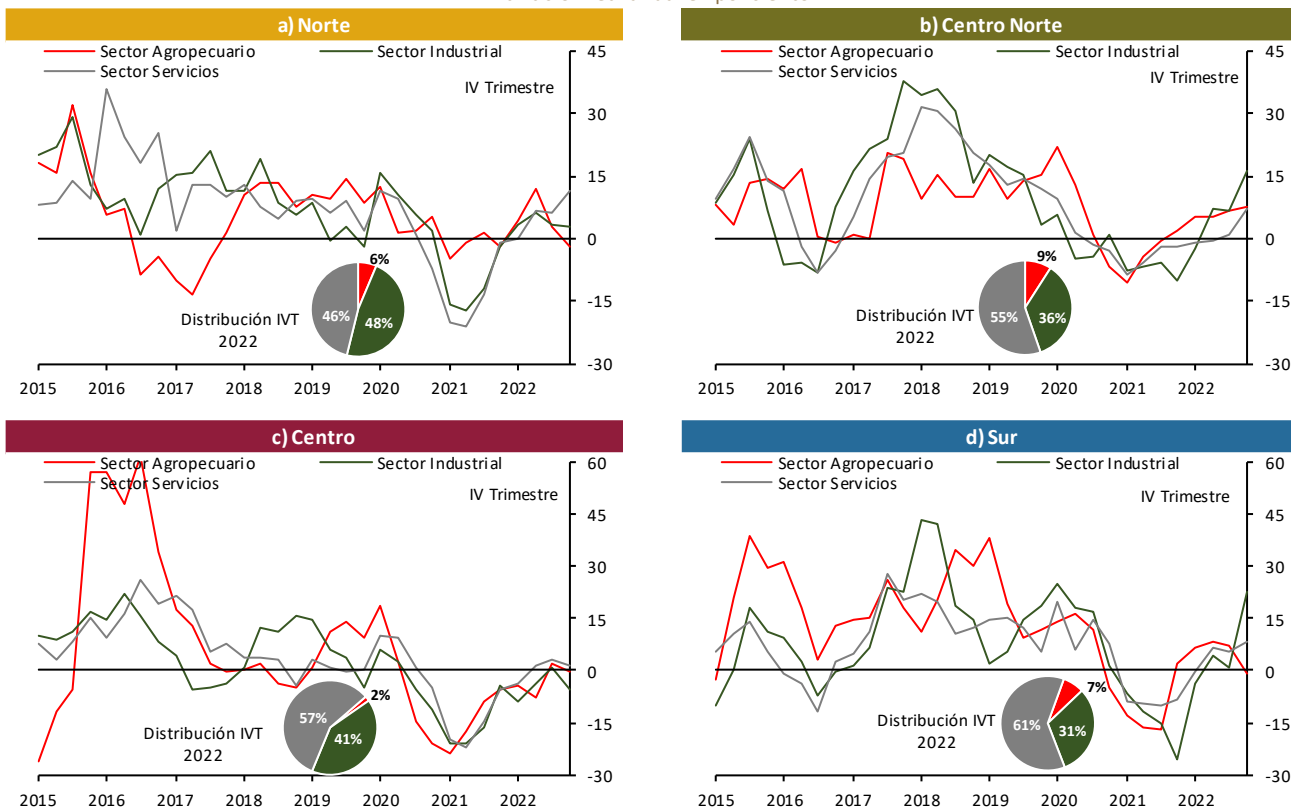 a) Norte
Sector Agropecuario
Sector Industrial
Sector Servicios
IV Trimestre
45
30
15
0
-15
-30
6%
46%
48%
Distribución IVT
2022
2015 2016 2017 2018 2019 2020 2021 2022
b) Centro Norte
Sector Agropecuario
Sector Industrial
Sector Servicios
IV Trimestre
45
30
15
0
-15
-30
9%
55%
36%
Distribución IVT
2022
2015 2016 2017 2018 2019 2020 2021 2022
c) Centro
Sector Agropecuario
Sector Industrial
Sector Servicios
IV Trimestre
60
45
30
15
0
-15
-30
2%
57%
41%
Distribución IVT
2022
2015 2016 2017 2018 2019 2020 2021 2022
d) Sur
Sector Agropecuario
Sector Industrial
Sector Servicios
IV Trimestre
60
45
30
15
0
-15
-30
7%
61%
31%
Distribución IVT
2022
2015 2016 2017 2018 2019 2020 2021 2022